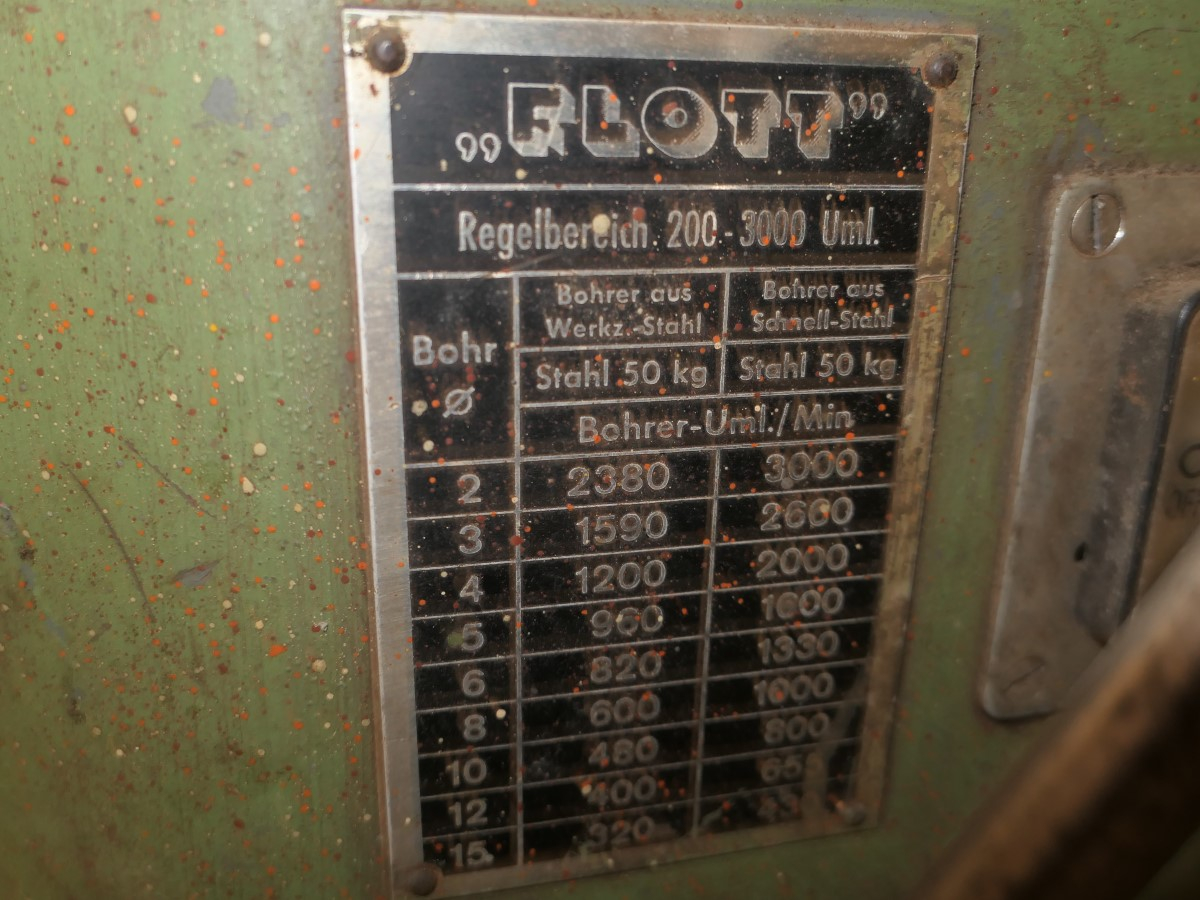 „FLOTT”
Regelbereich 200-3000 Uml.
Bohr
Ø
Bohrer aus
Werkz.-Stahl
Bohrer aus
Schnell-Stahl
Stahl 50 kg
Stahl 50 kg
Bohrer-Uml./Min
2 2380 3000
3 1590 2660
4 1200 2000
5 960 1600
6 820 1330
8 600 1000
10 480 800
12 400
15 320
30